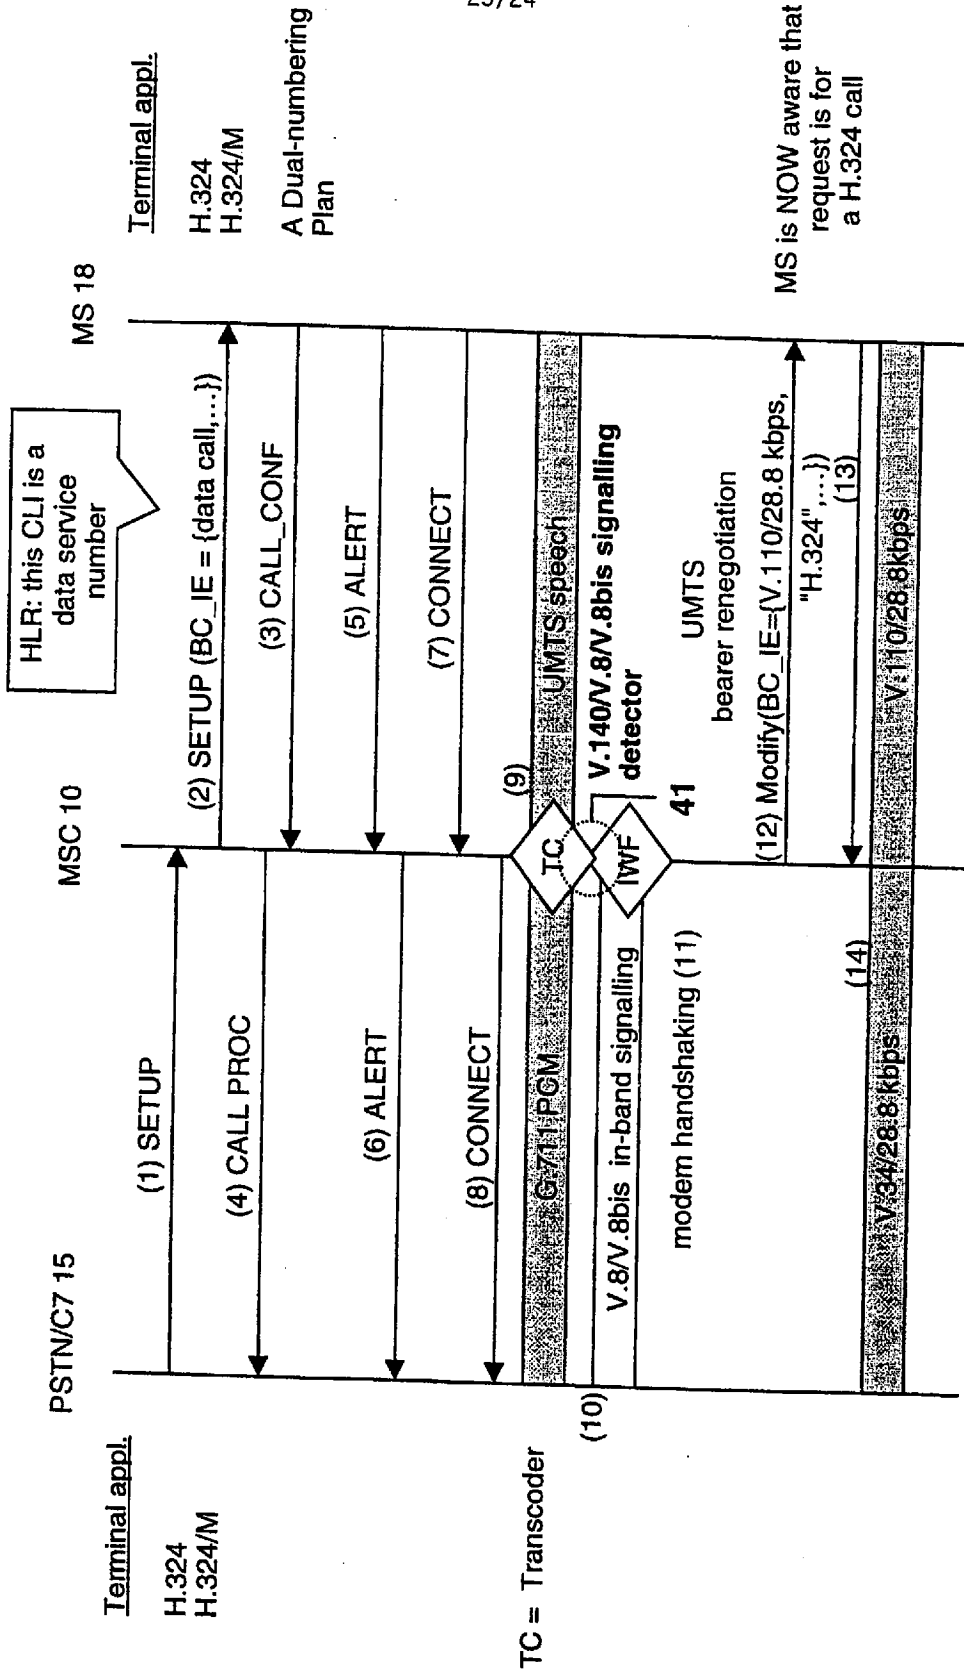 23/24
Terminal appl.
H.324
H.324/M
PSTN/C7 15
MSC 10
HLR: this CLI is a
data service
number
MS 18
Terminal appl.
H.324
H.324/M
A Dual-numbering
Plan
(1) SETUP
(2) SETUP (BC_IE = {data call,...})
(3) CALL_CONF
(4) CALL PROC
(5) ALERT
(6) ALERT
(7) CONNECT
(8) CONNECT
(9)
G.711 PCM
TC
UMTS speech
TC = Transcoder
(10)
V.8/V.8bis in-band signalling
IWF
V.140/V.8/V.8bis signalling
detector
41
modem handshaking (11)
UMTS
bearer renegotiation
(12) Modify(BC_IE={V.110/28.8 kbps,
"H.324",...})
MS is NOW aware that
request is for
a H.324 call
(13)
(14)
V.34/28.8 kbps
V.110/28.8kbps